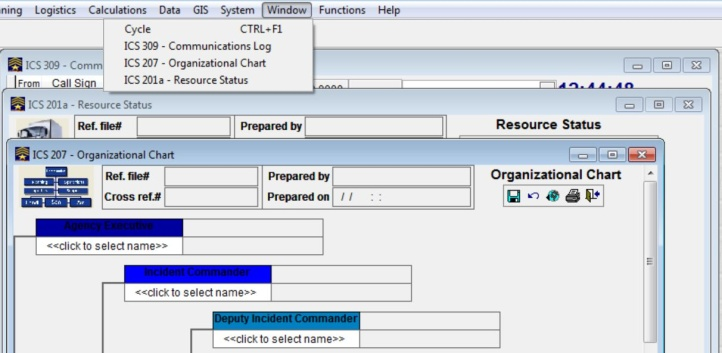 ning Logistics Calculations Data GIS System Window Functions Help
Cycle CTRL+F1
ICS 309 - Communications Log
ICS 207 - Organizational Chart
ICS 201a - Resource Status
ICS 309 - Comm
From Call Sign
12:44:48
ICS 201a - Resource Status
Ref. file# Prepared by Resource Status
ICS 207 - Organizational Chart
Ref. file# Prepared by Organizational Chart
Cross ref.# Prepared on / / : :
Agency Executive
<<click to select name>>
Incident Commander
<<click to select name>>
Deputy Incident Commander
<<click to select name>>